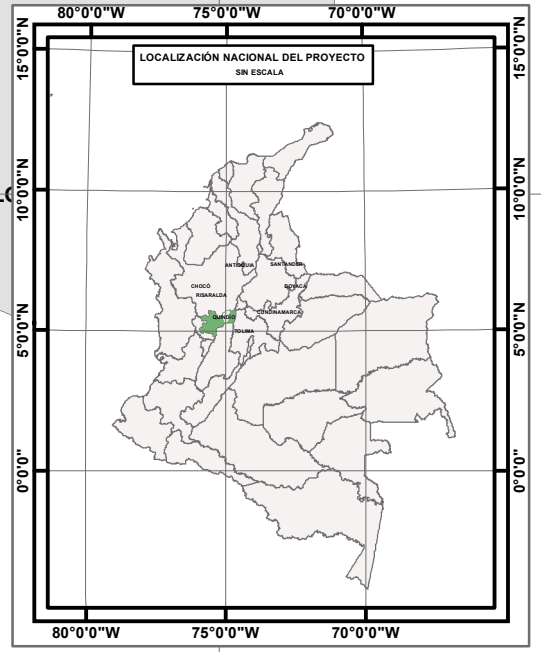 80°0'0"W 75°0'0"W 70°0'0"W
LOCALIZACIÓN NACIONAL DEL PROYECTO
SIN ESCALA
15°0'0"N 15°0'0"N
10°0'0"N 10°0'0"N
ANTIOQUIA SANTANDER
CHOCÓ BOYACÁ
RISARALDA
QUINDÍO CUNDINAMARCA
TOLIMA
5°0'0"N 5°0'0"N
0°0'0" 0°0'0"
80°0'0"W 75°0'0"W 70°0'0"W